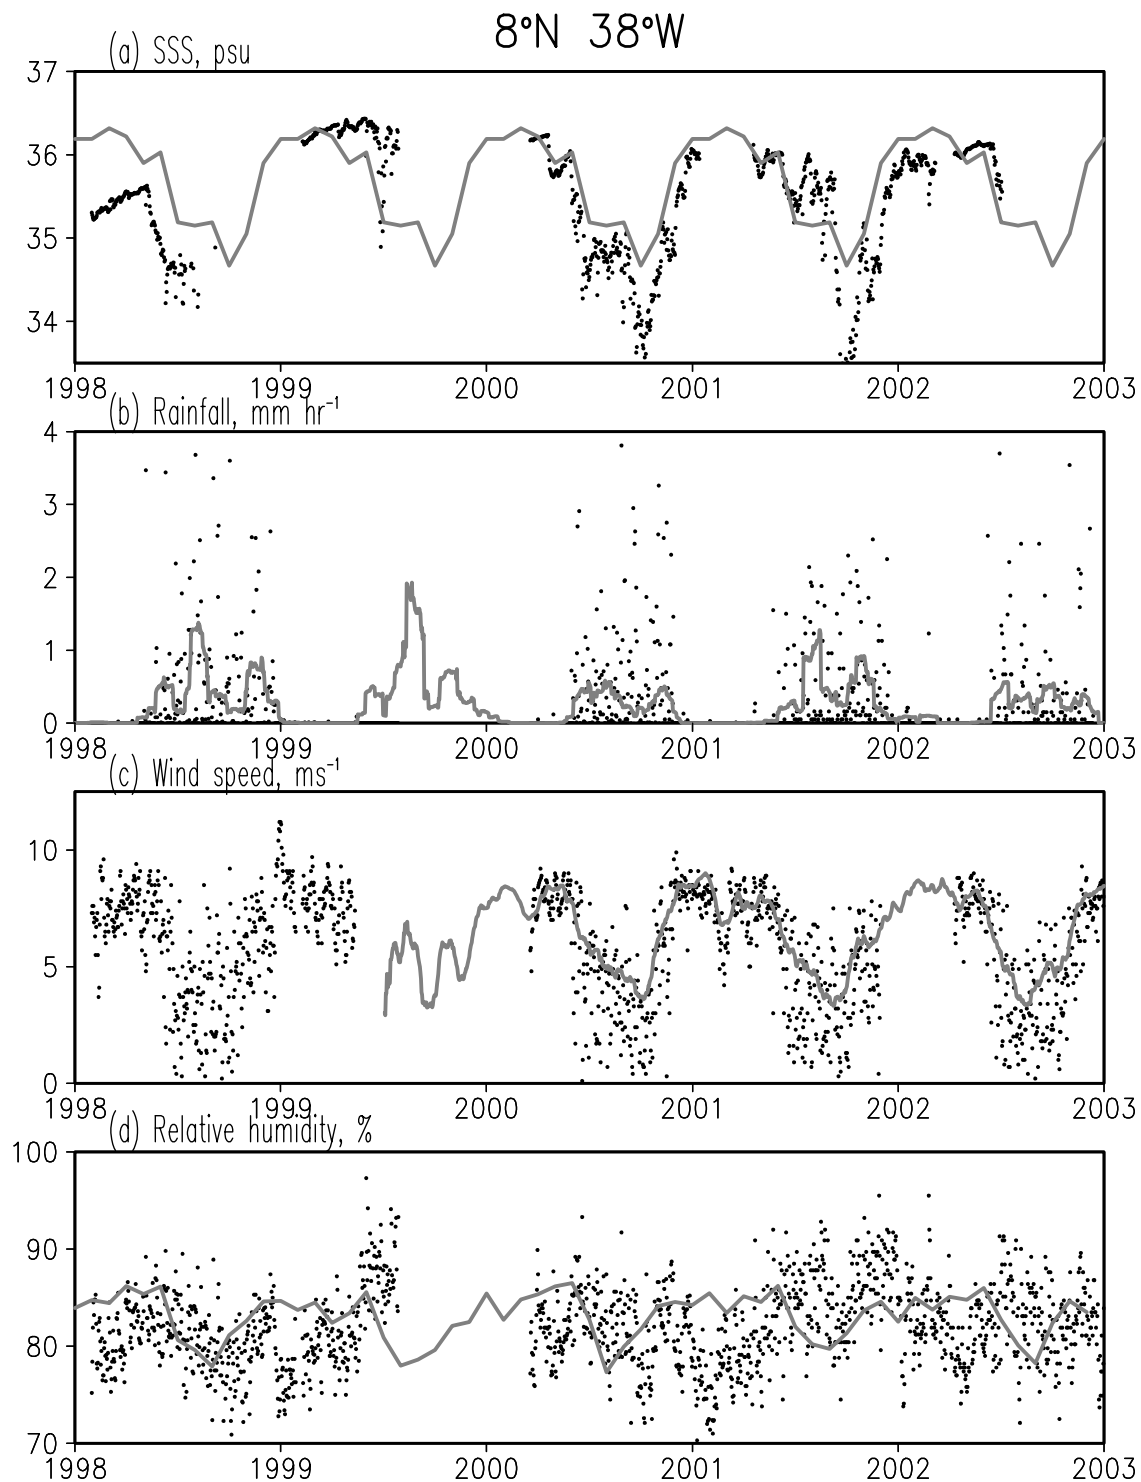 8°N 38°W
(a) SSS, psu
37
36
35
34
1998 1999 2000 2001 2002 2003
(b) Rainfall, mm hr⁻¹
4
3
2
1
0
1998 1999 2000 2001 2002 2003
(c) Wind speed, ms⁻¹
10
5
0
1998 1999 2000 2001 2002 2003
(d) Relative humidity, %
100
90
80
70
1998 1999 2000 2001 2002 2003